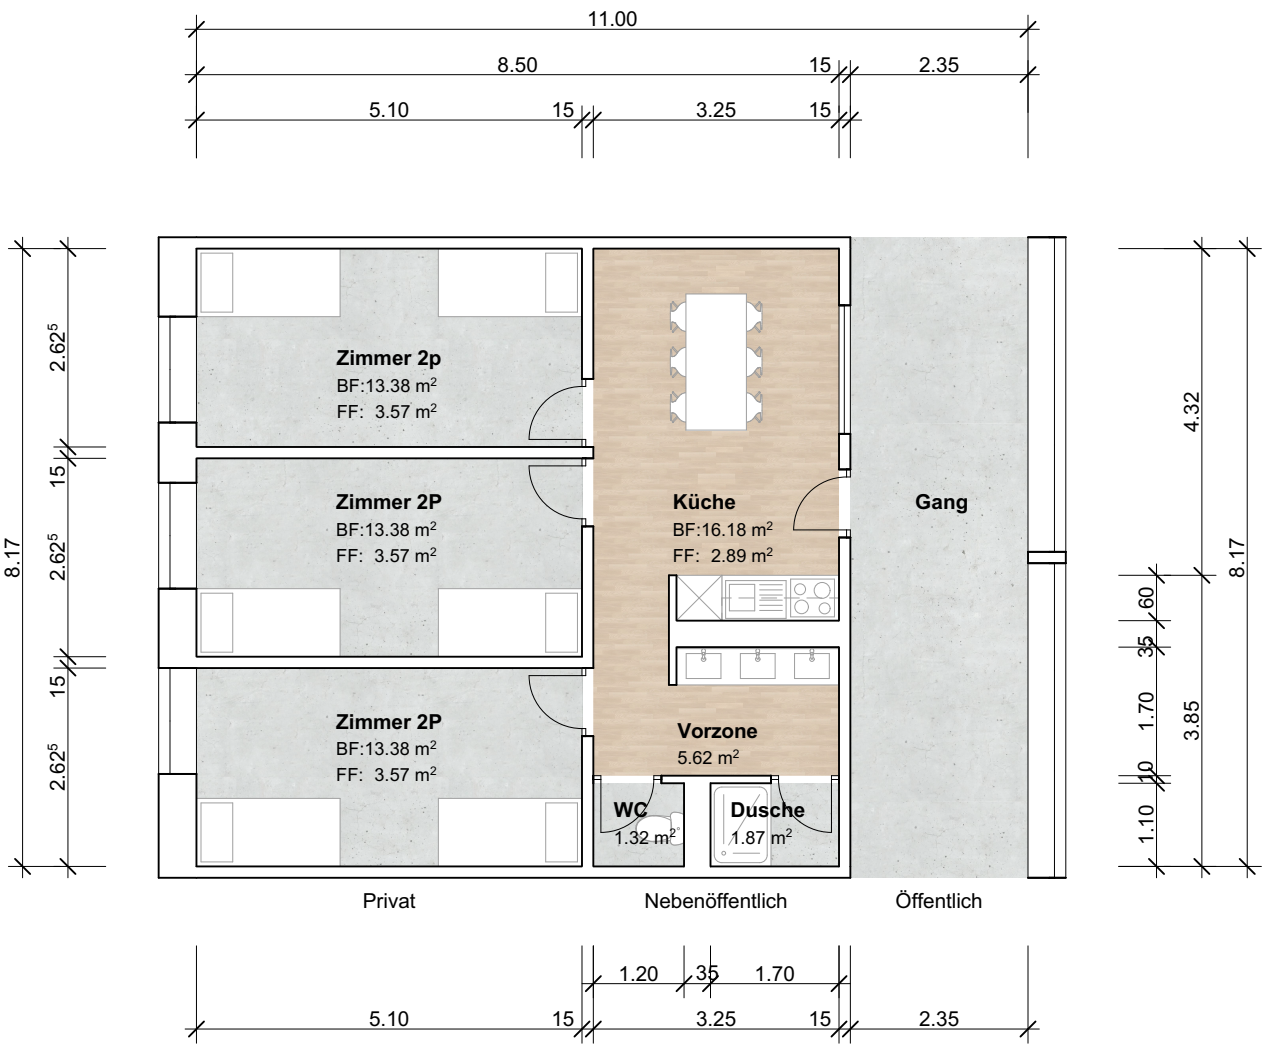 11.00
8.50 15 2.35
5.10 15 3.25 15
Zimmer 2p
BF:13.38 m²
FF: 3.57 m²
Zimmer 2P
BF:13.38 m²
FF: 3.57 m²
Zimmer 2P
BF:13.38 m²
FF: 3.57 m²
Küche
BF:16.18 m²
FF: 2.89 m²
Gang
Vorzone
5.62 m²
WC
1.32 m²
Dusche
1.87 m²
8.17
2.62⁵
15
2.62⁵
15
2.62⁵
4.32
3.85
60
35
1.70
10
1.10
8.17
Privat Nebenöffentlich Öffentlich
1.20 35 1.70
5.10 15 3.25 15 2.35